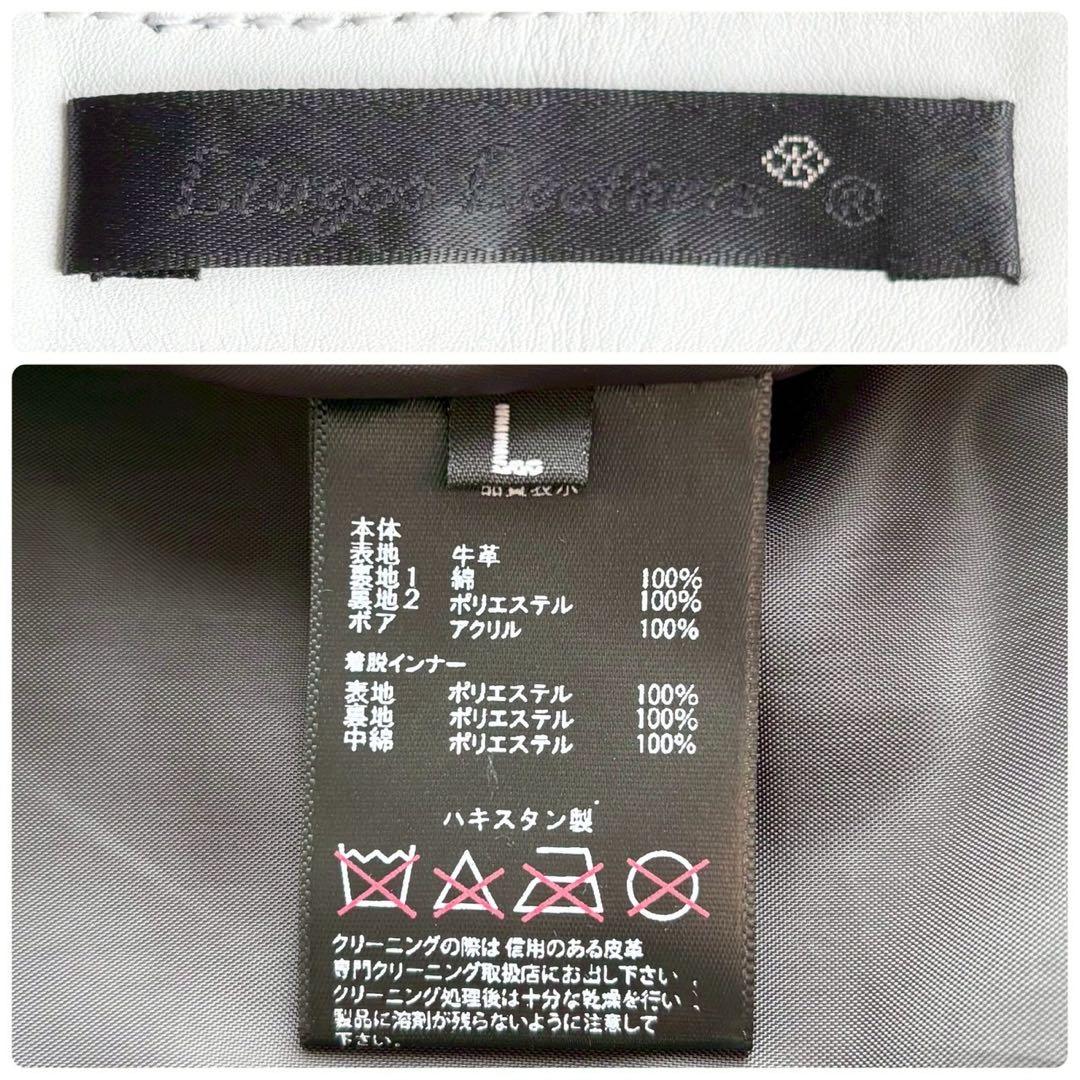 Liugoo Leathers ®
L
品質表示
本体
表地 牛革
裏地1 綿 100%
裏地2 ポリエステル 100%
ボア アクリル 100%
着脱インナー
表地 ポリエステル 100%
裏地 ポリエステル 100%
中綿 ポリエステル 100%
ハキスタン製
クリーニングの際は信用のある皮革
専門クリーニング取扱店にお出し下さい
クリーニング処理後は十分な乾燥を行い
製品に溶剤が残らないように注意して
下さい。